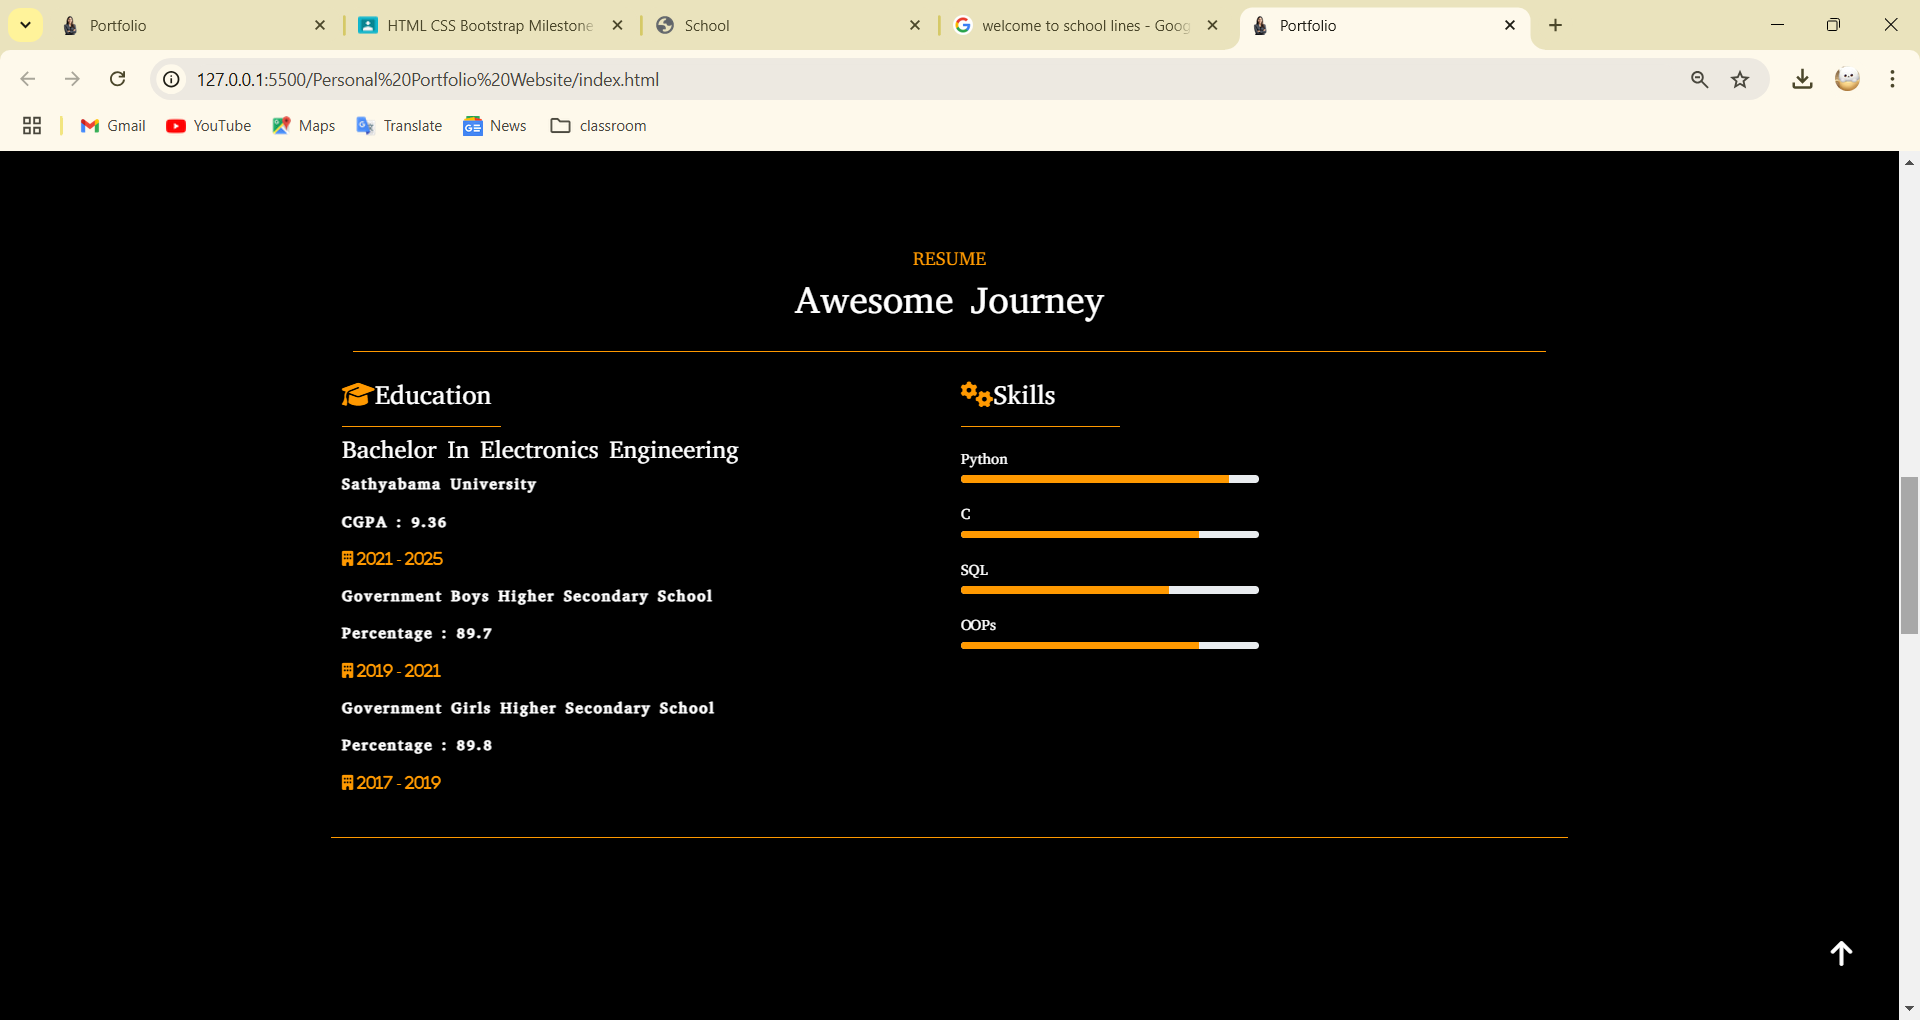 Portfolio
HTML CSS Bootstrap Milestone
School
welcome to school lines - Goog
Portfolio
127.0.0.1:5500/Personal%20Portfolio%20Website/index.html
Gmail
YouTube
Maps
Translate
News
classroom
RESUME
Awesome Journey
Education
Bachelor In Electronics Engineering
Sathyabama University
CGPA : 9.36
2021 - 2025
Government Boys Higher Secondary School
Percentage : 89.7
2019 - 2021
Government Girls Higher Secondary School
Percentage : 89.8
2017 - 2019
Skills
Python
C
SQL
OOPs